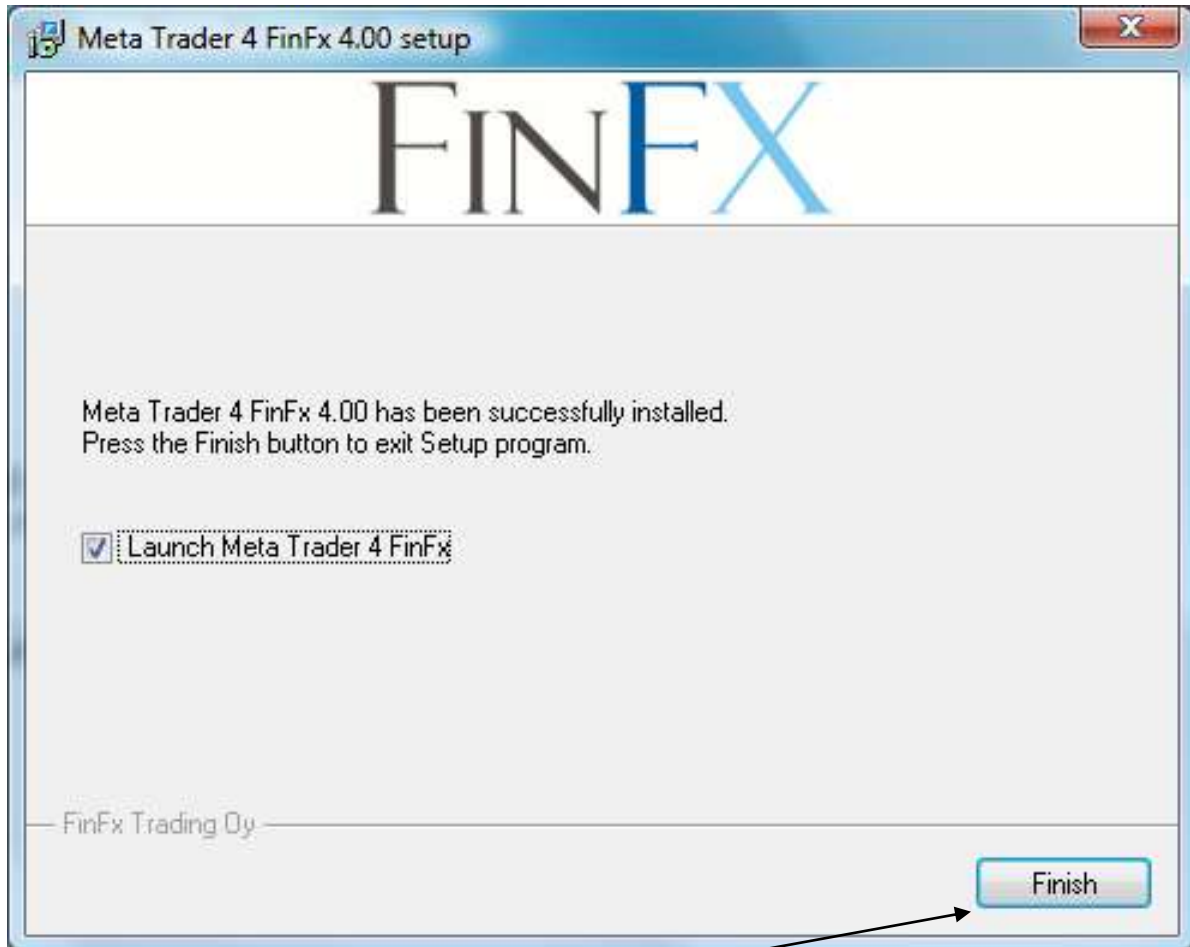 Meta Trader 4 FinFx 4.00 setup
FINFX
Meta Trader 4 FinFx 4.00 has been successfully installed.
Press the Finish button to exit Setup program.
Launch Meta Trader 4 FinFx
FinFx Trading Oy
Finish